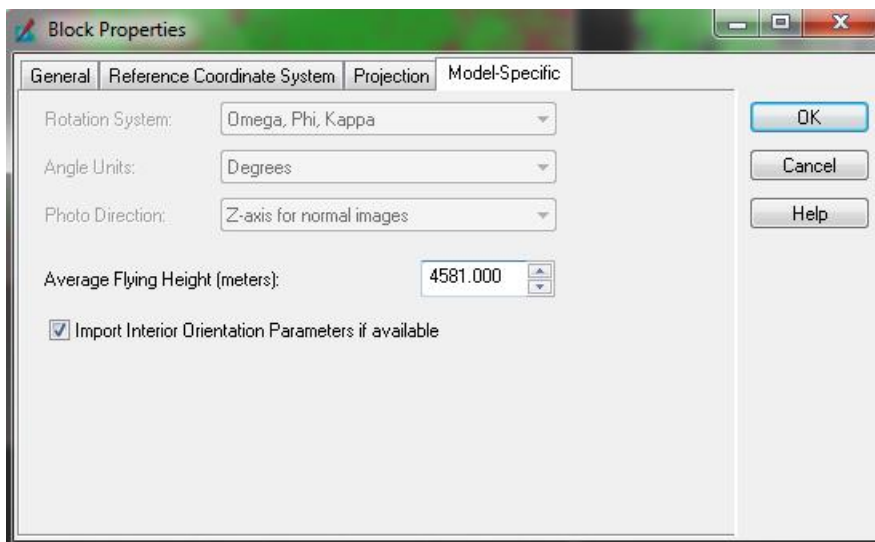 Block Properties
General Reference Coordinate System Projection Model-Specific
Rotation System: Omega, Phi, Kappa OK
Angle Units: Degrees Cancel
Photo Direction: Z-axis for normal images Help
Average Flying Height (meters): 4581.000
Import Interior Orientation Parameters if available